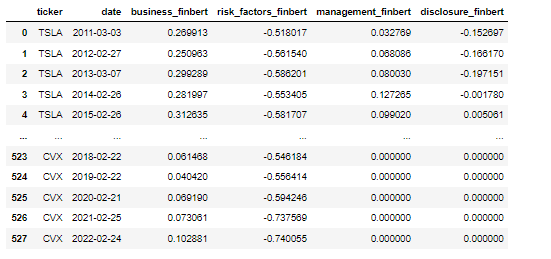 ticker date business_finbert risk_factors_finbert management_finbert disclosure_finbert
0 TSLA 2011-03-03 0.269913 -0.518017 0.032769 -0.152697
1 TSLA 2012-02-27 0.250963 -0.561540 0.068086 -0.166170
2 TSLA 2013-03-07 0.299289 -0.586201 0.080030 -0.197151
3 TSLA 2014-02-26 0.281997 -0.553405 0.127265 -0.001780
4 TSLA 2015-02-26 0.312635 -0.581707 0.099020 0.005061
... ... ... ... ... ... ...
523 CVX 2018-02-22 0.061468 -0.546184 0.000000 0.000000
524 CVX 2019-02-22 0.040420 -0.556414 0.000000 0.000000
525 CVX 2020-02-21 0.069190 -0.594246 0.000000 0.000000
526 CVX 2021-02-25 0.073061 -0.737569 0.000000 0.000000
527 CVX 2022-02-24 0.102881 -0.740055 0.000000 0.000000